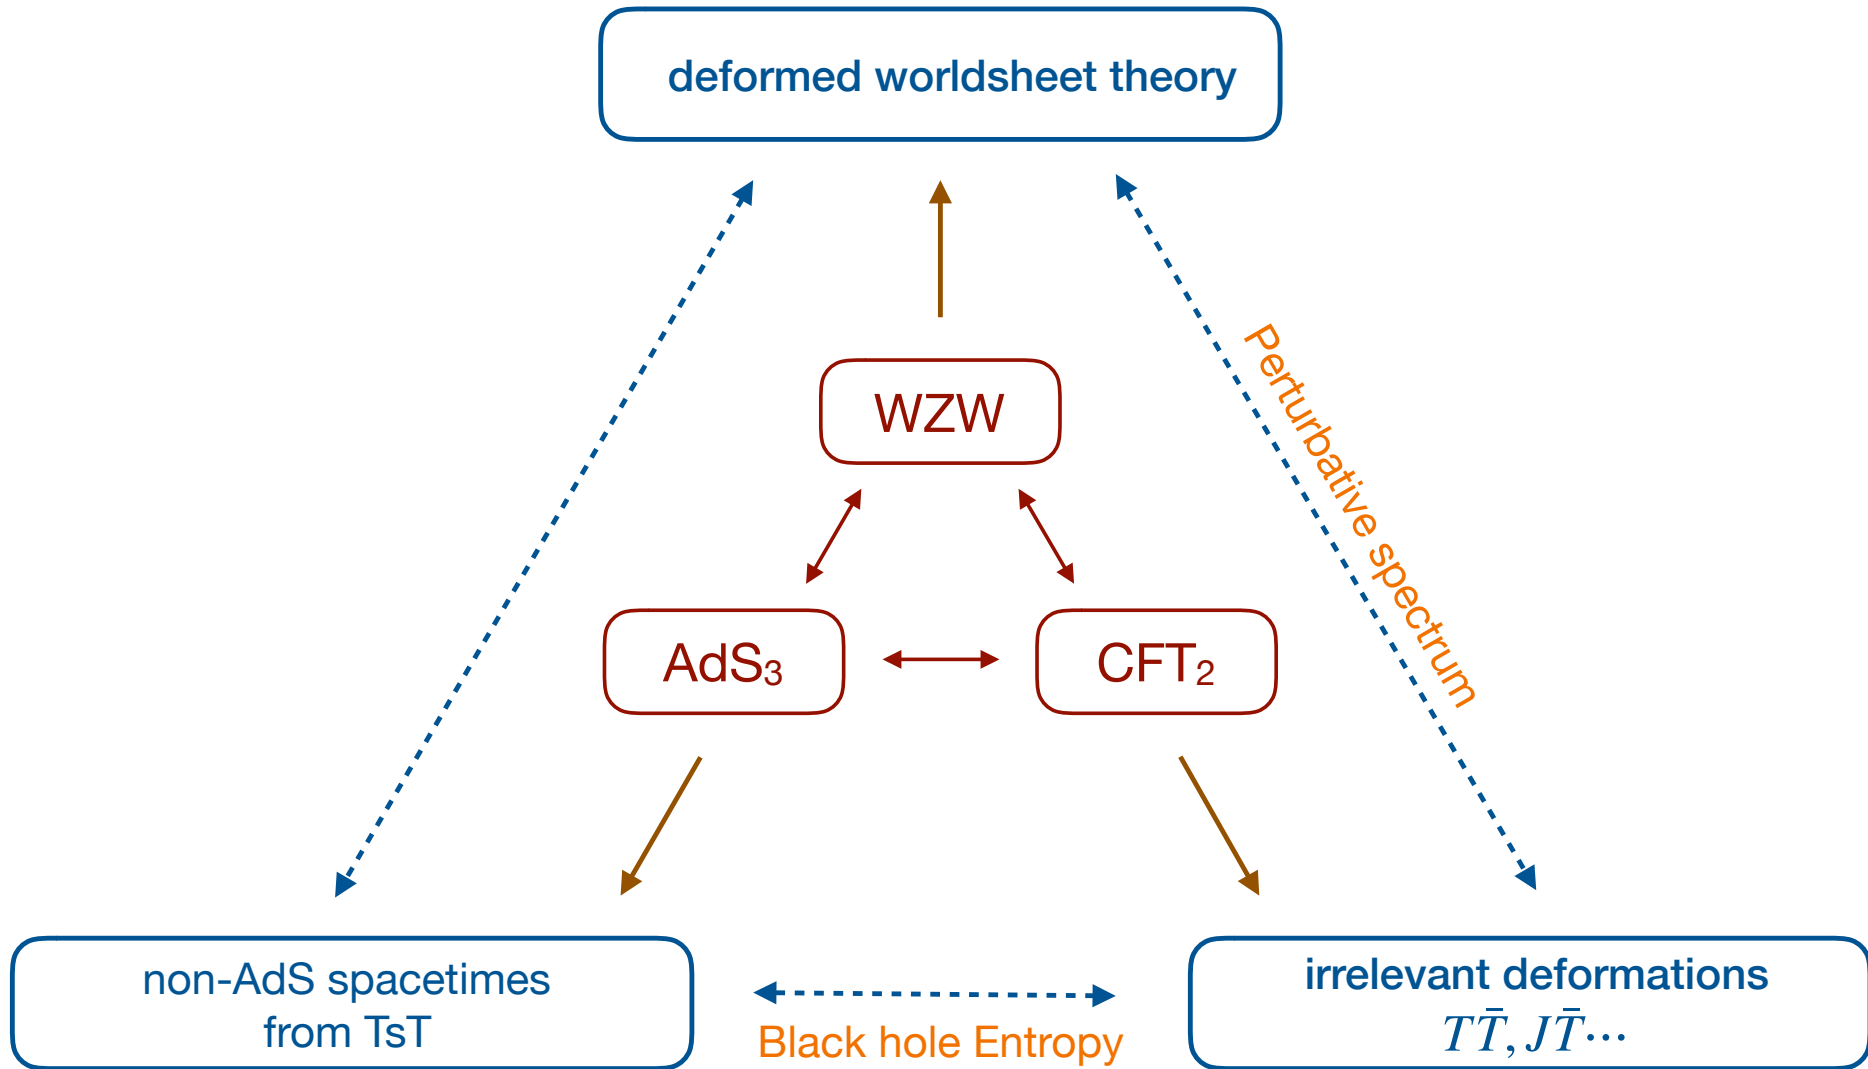 deformed worldsheet theory
WZW
Perturbative spectrum
AdS₃
CFT₂
non-AdS spacetimes
from TsT
Black hole Entropy
irrelevant deformations
TT̄, JT̄⋯